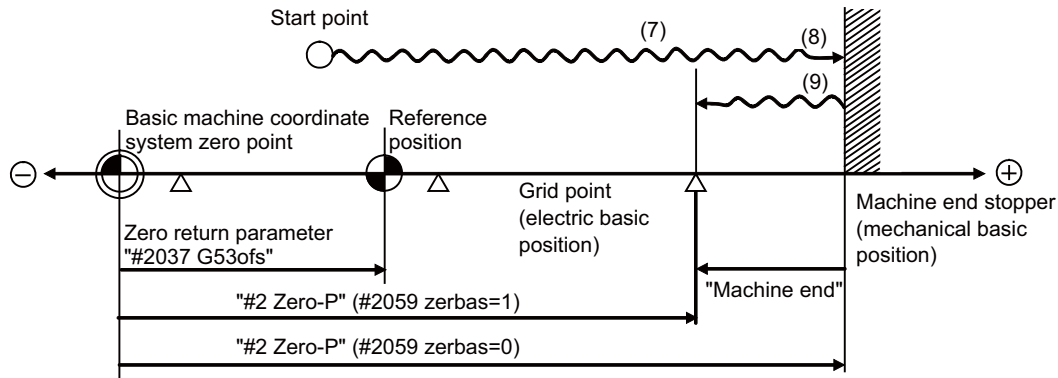 Start point
(7)
(8)
(9)
Basic machine coordinate
system zero point
Reference
position
⊖
⊕
Grid point
(electric basic
position)
Machine end stopper
(mechanical basic
position)
Zero return parameter
"#2037 G53ofs"
"Machine end"
"#2 Zero-P" (#2059 zerbas=1)
"#2 Zero-P" (#2059 zerbas=0)